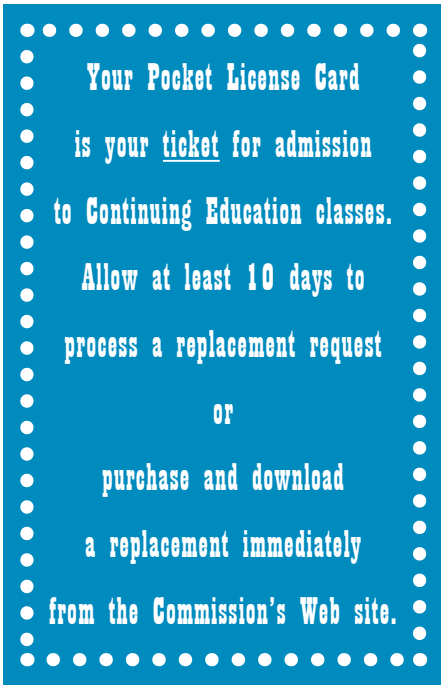 Your Pocket License Card
is your ticket for admission
to Continuing Education classes.
Allow at least 10 days to
process a replacement request
or
purchase and download
a replacement immediately
from the Commission’s Web site.